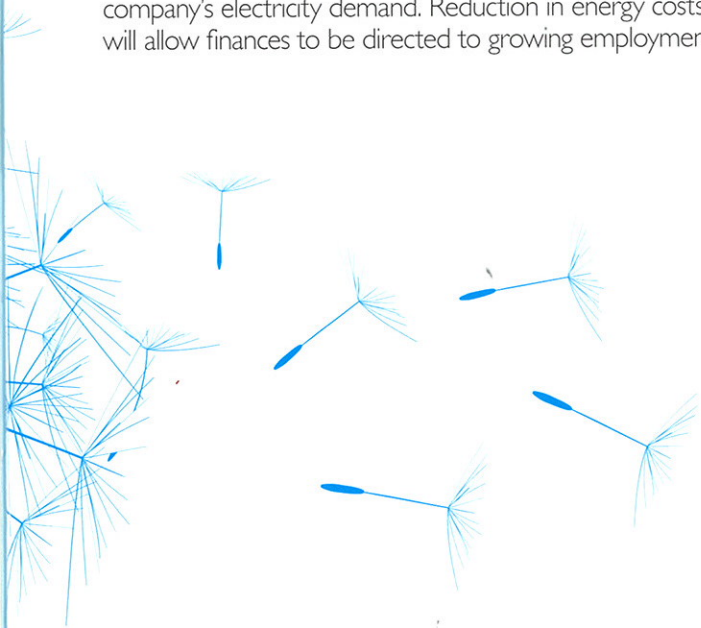 company's electricity demand. Reduction in energy costs
will allow finances to be directed to growing employmen